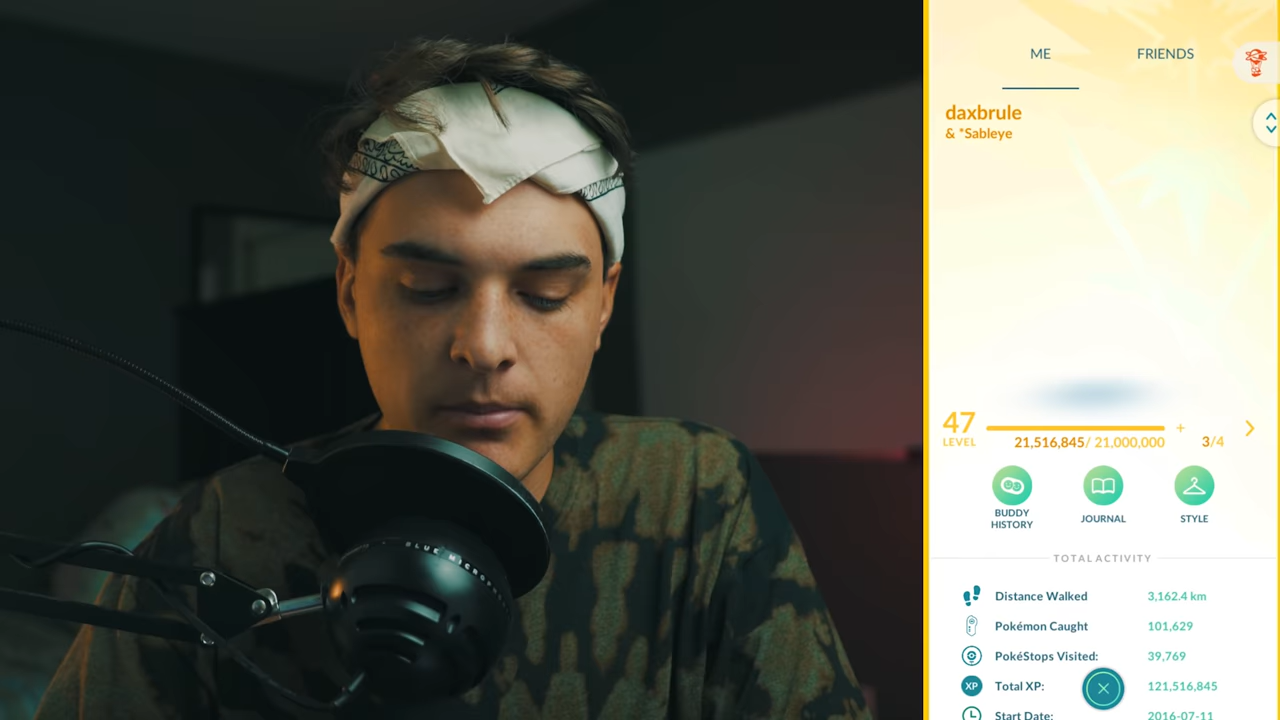 ME
FRIENDS
daxbrule
& *Sableye
47
LEVEL
21,516,845/ 21,000,000
3/4
BUDDY
HISTORY
JOURNAL
STYLE
TOTAL ACTIVITY
Distance Walked 3,162.4 km
Pokémon Caught 101,629
PokéStops Visited: 39,769
XP Total XP: 121,516,845
Start Date: 2016-07-11